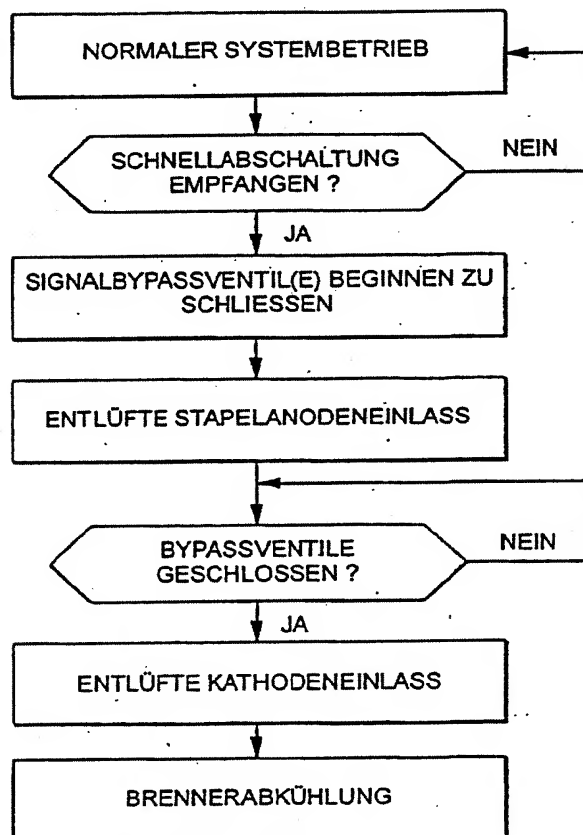 NORMALER SYSTEMBETRIEB
SCHNELLABSCHALTUNG
EMPFANGEN ?
NEIN
JA
SIGNALBYPASSVENTIL(E) BEGINNEN ZU
SCHLIESSEN
ENTLÜFTE STAPELANODENEINLASS
BYPASSVENTILE
GESCHLOSSEN ?
NEIN
JA
ENTLÜFTE KATHODENEINLASS
BRENNERABKÜHLUNG